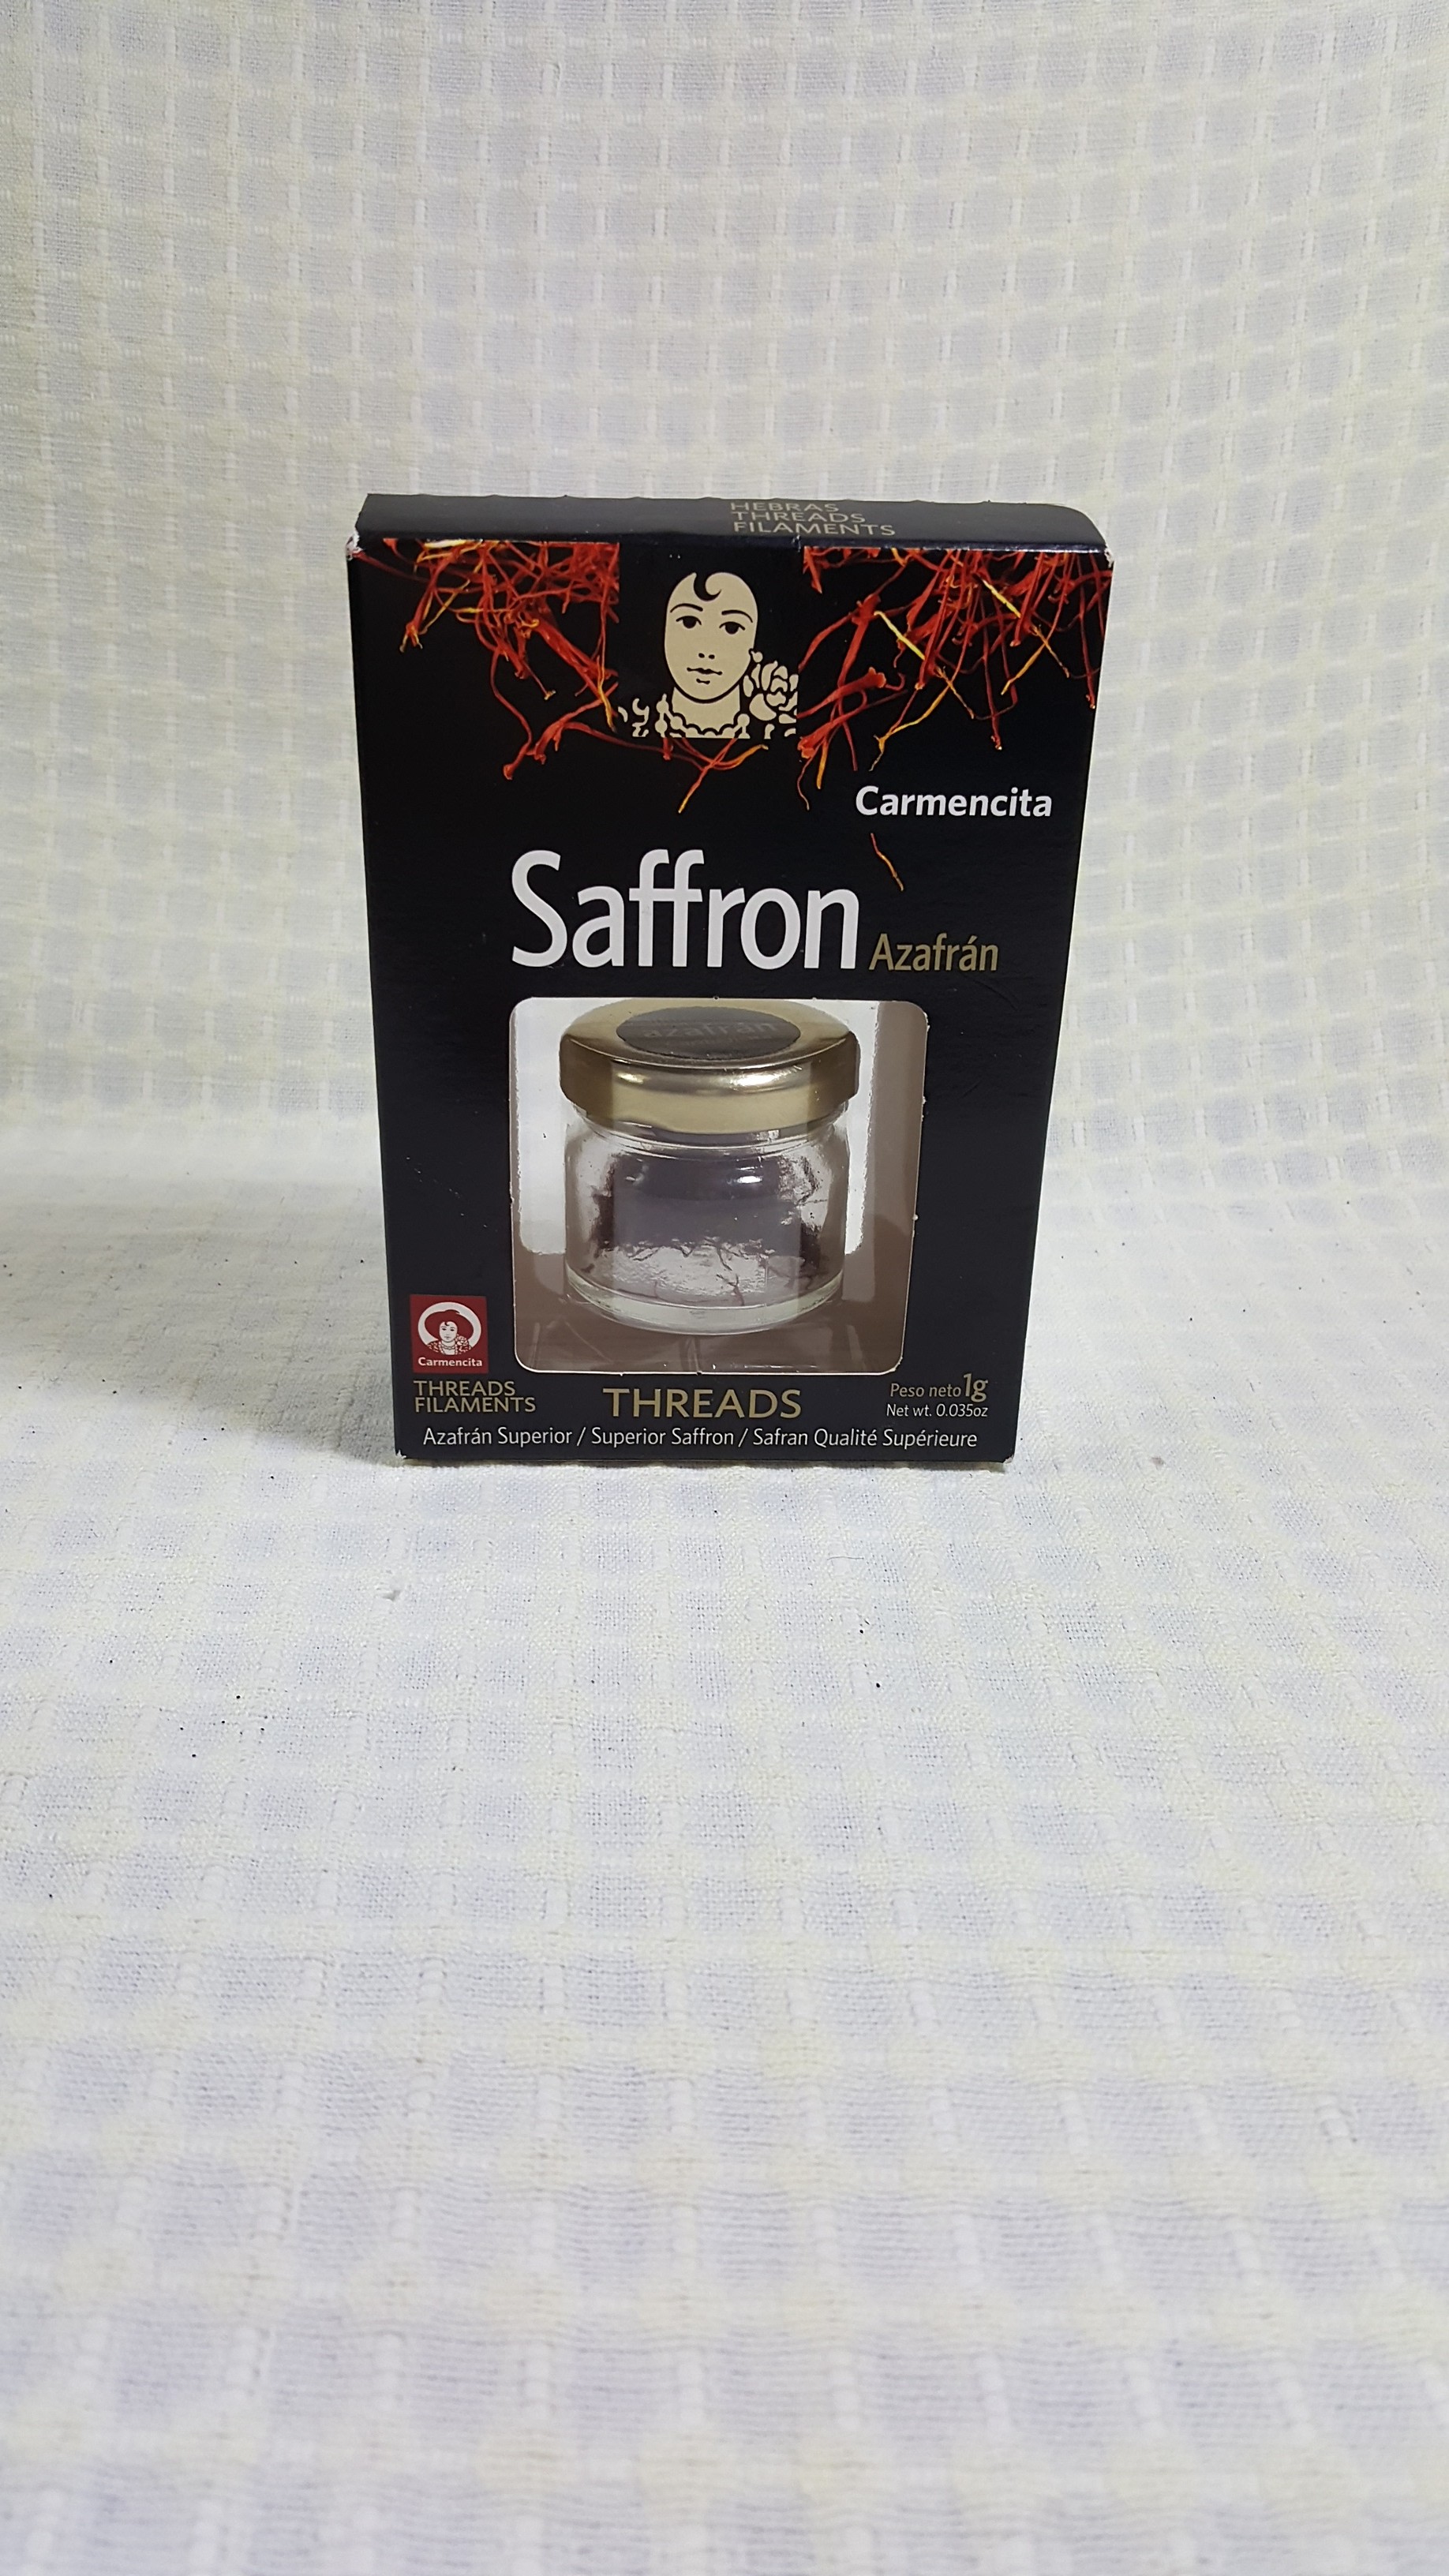 HEBRAS
THREADS
FILAMENTS
Carmencita
Saffron Azafrán
azafrán
Carmencita
THREADS
FILAMENTS
THREADS
Peso neto 1g
Net wt. 0.035oz
Azafrán Superior / Superior Saffron / Safran Qualité Supérieure